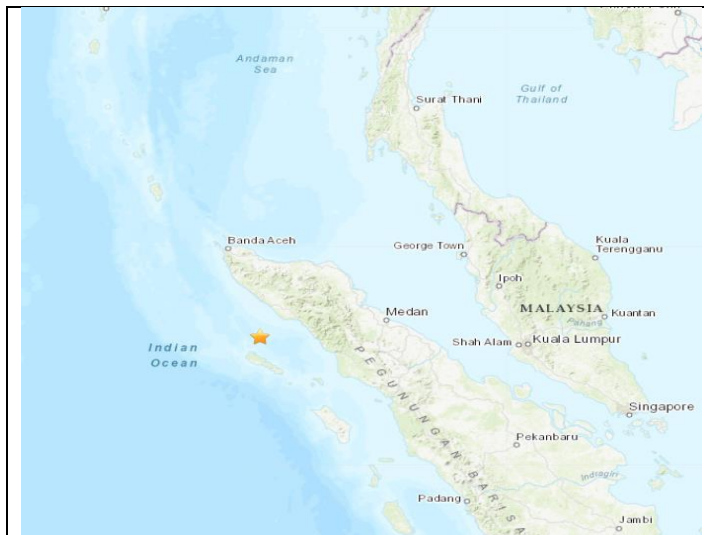 Andaman
Sea
Gulf of
Thailand
Surat Thani
Banda Aceh
George Town
Kuala
Terengganu
Ipoh
MALAYSIA
Kuantan
Pahang
Medan
Shah Alam
Kuala Lumpur
Indian
Ocean
Singapore
PEGUNUNGAN BARISA
Pekanbaru
Indragiri
Padang
Jambi